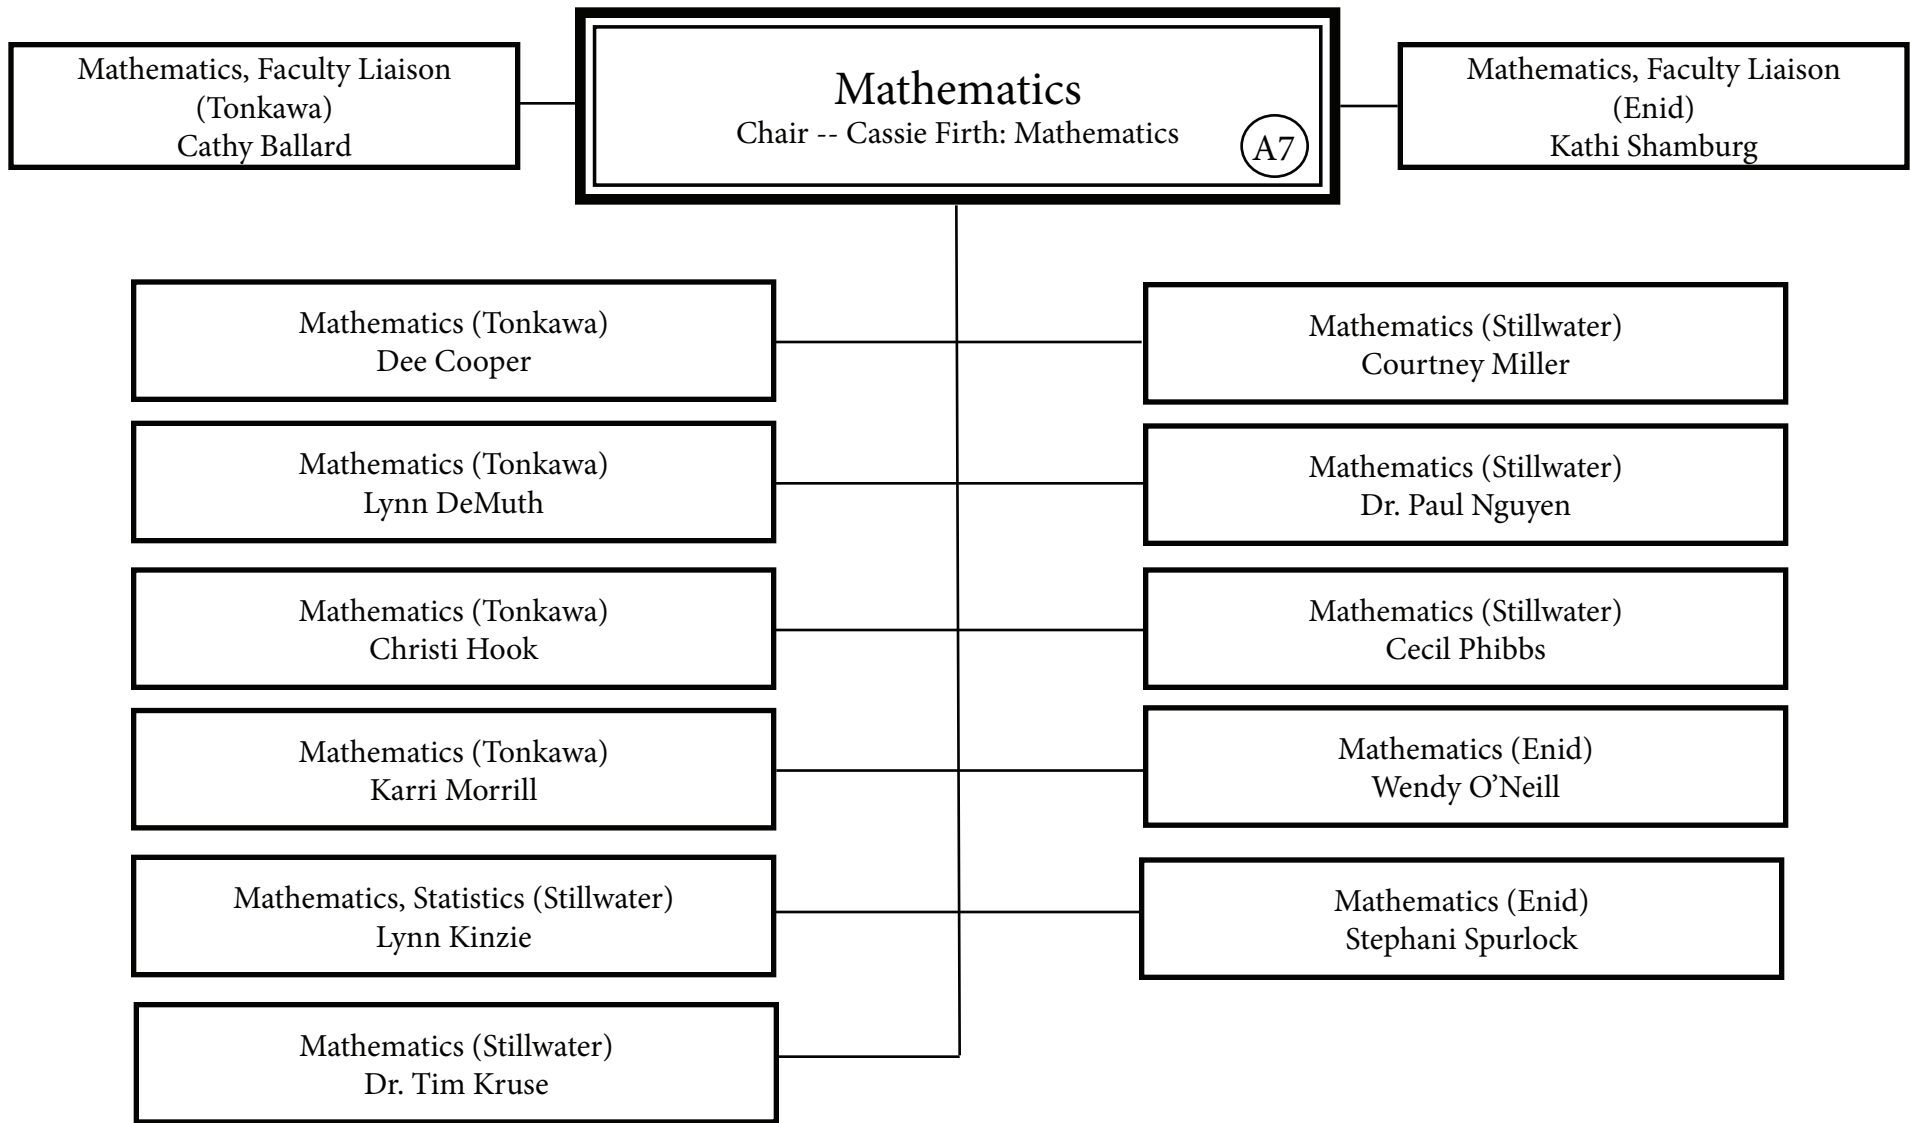 Mathematics, Faculty Liaison
(Tonkawa)
Cathy Ballard
Mathematics
Chair -- Cassie Firth: Mathematics
A7
Mathematics, Faculty Liaison
(Enid)
Kathi Shamburg
Mathematics (Tonkawa)
Dee Cooper
Mathematics (Stillwater)
Courtney Miller
Mathematics (Tonkawa)
Lynn DeMuth
Mathematics (Stillwater)
Dr. Paul Nguyen
Mathematics (Tonkawa)
Christi Hook
Mathematics (Stillwater)
Cecil Phibbs
Mathematics (Tonkawa)
Karri Morrill
Mathematics (Enid)
Wendy O’Neill
Mathematics, Statistics (Stillwater)
Lynn Kinzie
Mathematics (Enid)
Stephani Spurlock
Mathematics (Stillwater)
Dr. Tim Kruse